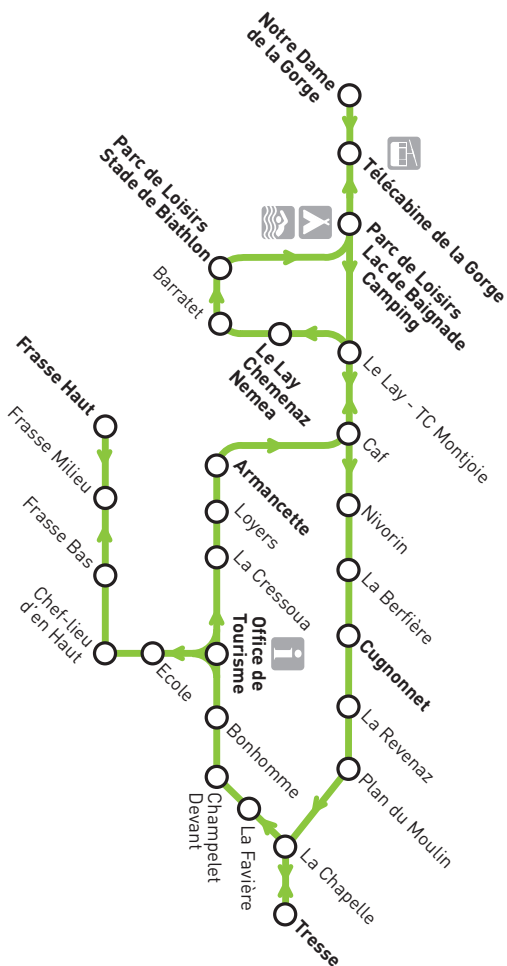 Notre Dame
de la Gorge
Télécabine de la Gorge
Parc de Loisirs
Lac de Baignade
Camping
Parc de Loisirs
Stade de Biathlon
Barratet
Le Lay
Chemenaz
Nemea
Le Lay - TC Montjoie
Caf
Nivorin
La Berfière
Cugnonnet
La Revenaz
Plan du Moulin
La Chapelle
Tresse
La Favière
Champelet
Devant
Bonhomme
Office de
Tourisme
i
La Cressoua
Loyers
Armancette
Ecole
Chef-lieu
d'en Haut
Frasse Bas
Frasse Milieu
Frasse Haut